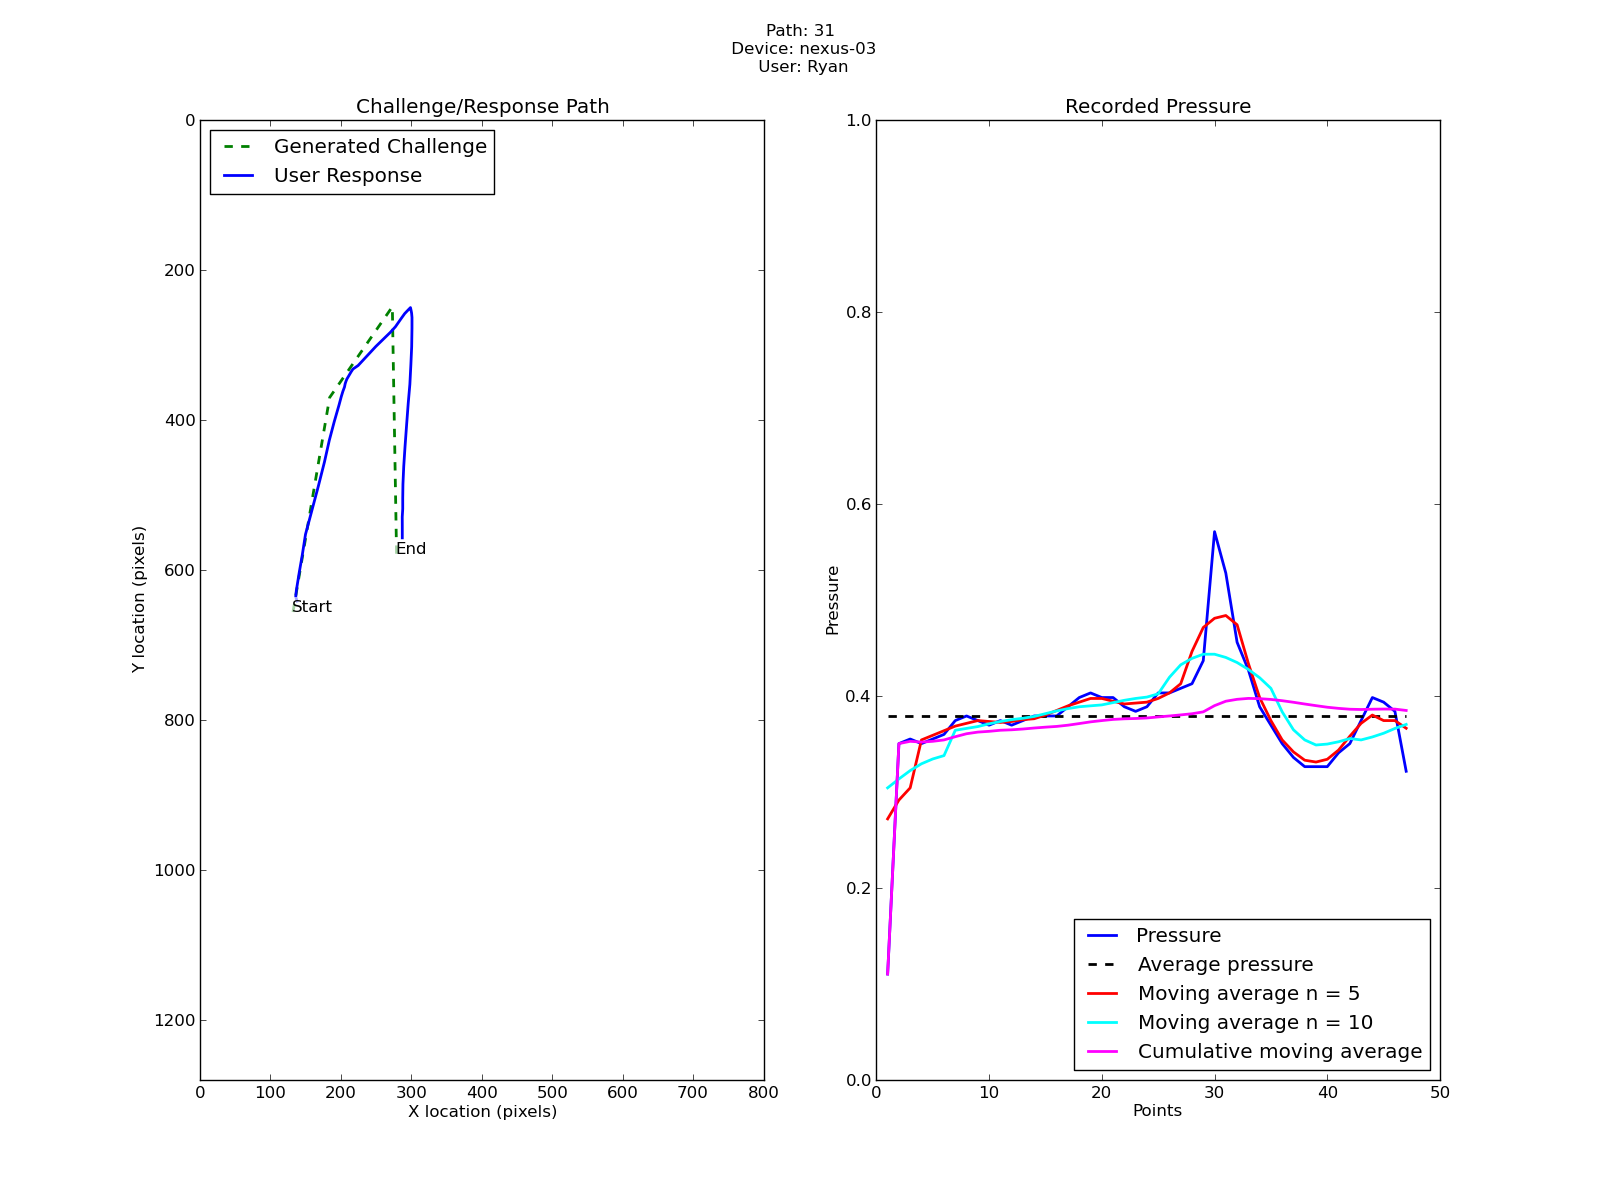 Path: 31
Device: nexus-03
User: Ryan
Challenge/Response Path
Generated Challenge
User Response
0
200
400
600
800
1000
1200
Y location (pixels)
Start
End
0 100 200 300 400 500 600 700 800
X location (pixels)
Recorded Pressure
1.0
0.8
0.6
0.4
0.2
0.0
Pressure
Pressure
Average pressure
Moving average n = 5
Moving average n = 10
Cumulative moving average
0 10 20 30 40 50
Points